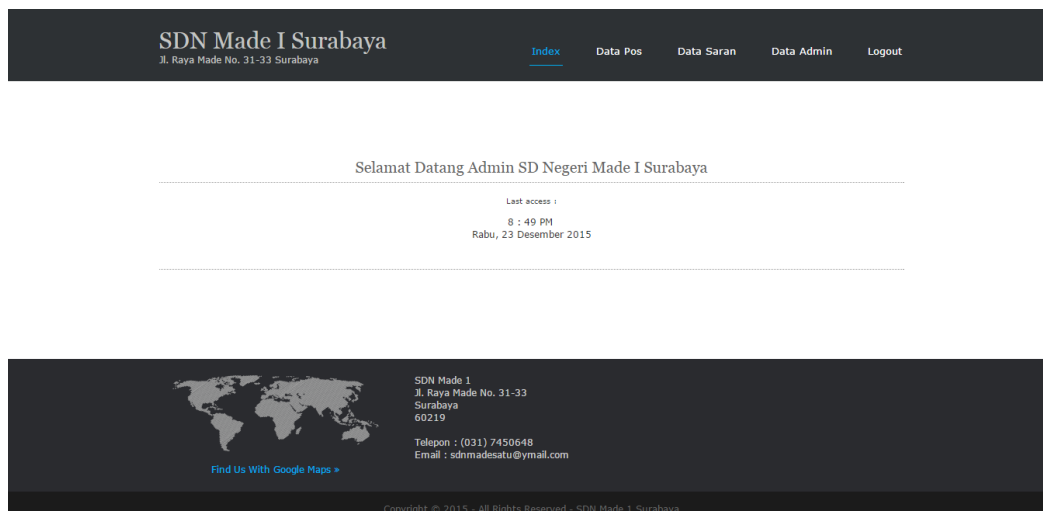 SDN Made I Surabaya
Jl. Raya Made No. 31-33 Surabaya
Index Data Pos Data Saran Data Admin Logout
Selamat Datang Admin SD Negeri Made I Surabaya
Last access :
8 : 49 PM
Rabu, 23 Desember 2015
SDN Made 1
Jl. Raya Made No. 31-33
Surabaya
60219
Telepon : (031) 7450648
Email : sdnmadesatu@ymail.com
Find Us With Google Maps »
Copyright © 2015 - All Rights Reserved - SDN Made 1 Surabaya